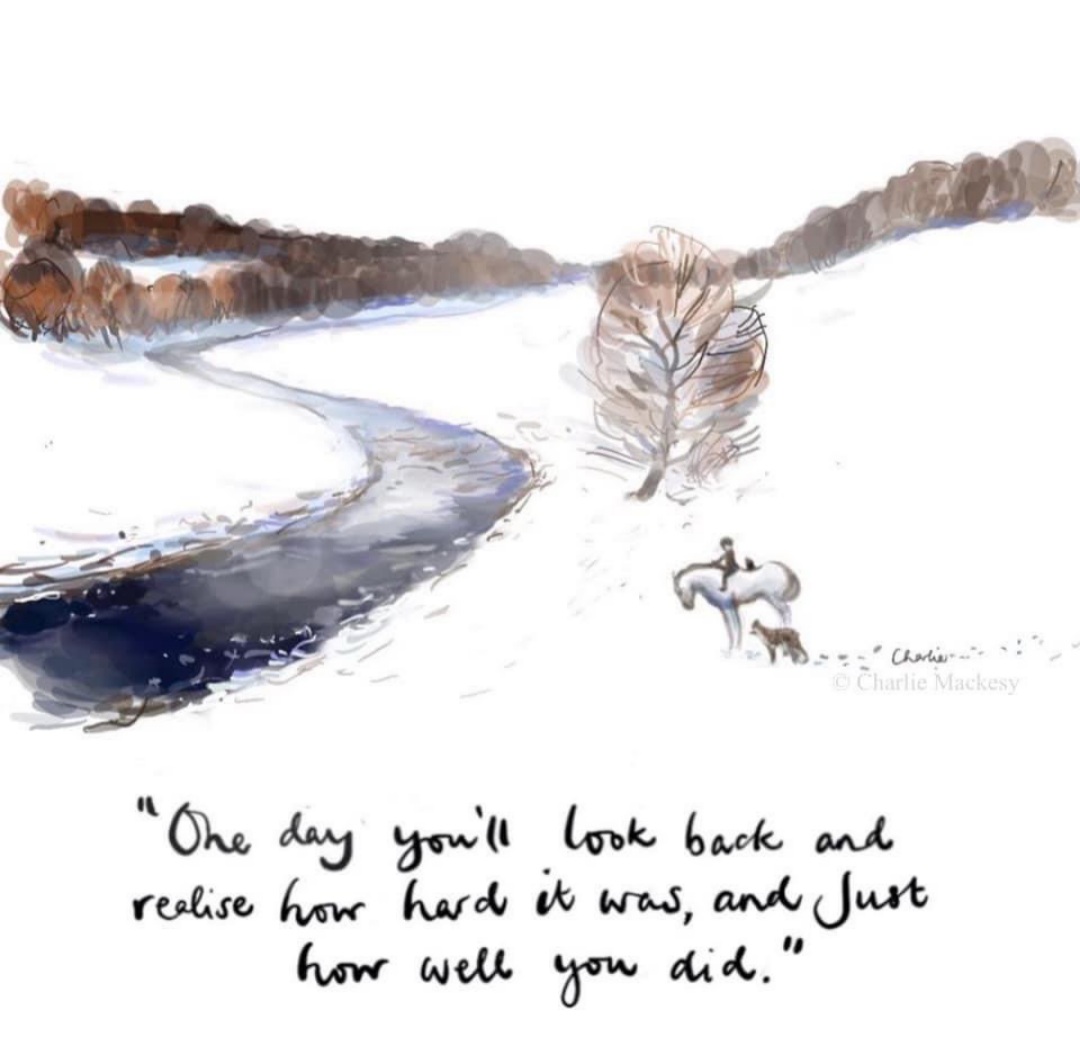 Charlie
© Charlie Mackesy
"One day you'll look back and
realise how hard it was, and Just
how well you did."